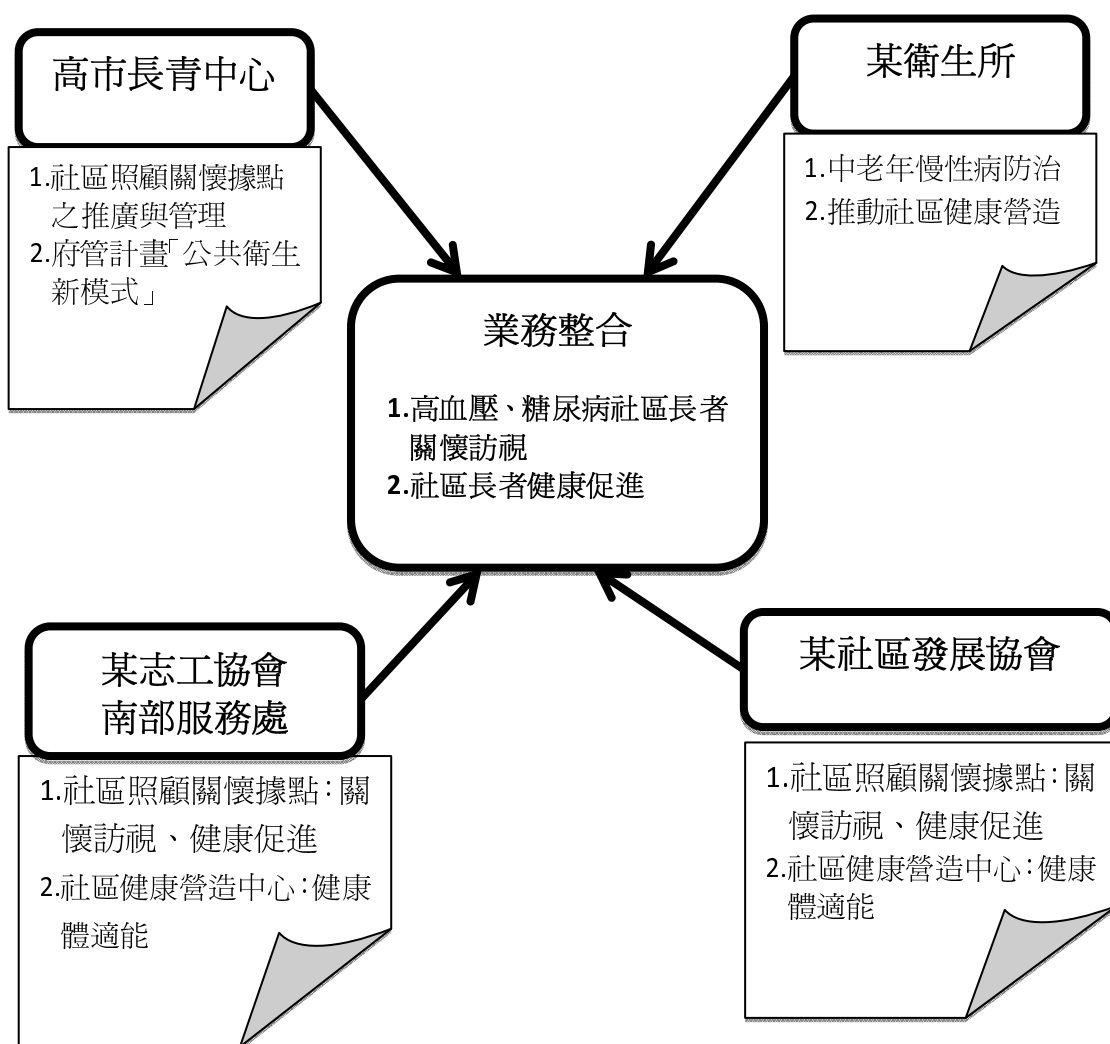 高市長青中心
1.社區照顧關懷據點
之推廣與管理
2.府管計畫「公共衛生
新模式」
某衛生所
1.中老年慢性病防治
2.推動社區健康營造
業務整合
1.高血壓、糖尿病社區長者
關懷訪視
2.社區長者健康促進
某志工協會
南部服務處
1.社區照顧關懷據點:關
懷訪視、健康促進
2.社區健康營造中心:健康
體適能
某社區發展協會
1.社區照顧關懷據點:關
懷訪視、健康促進
2.社區健康營造中心:健康
體適能